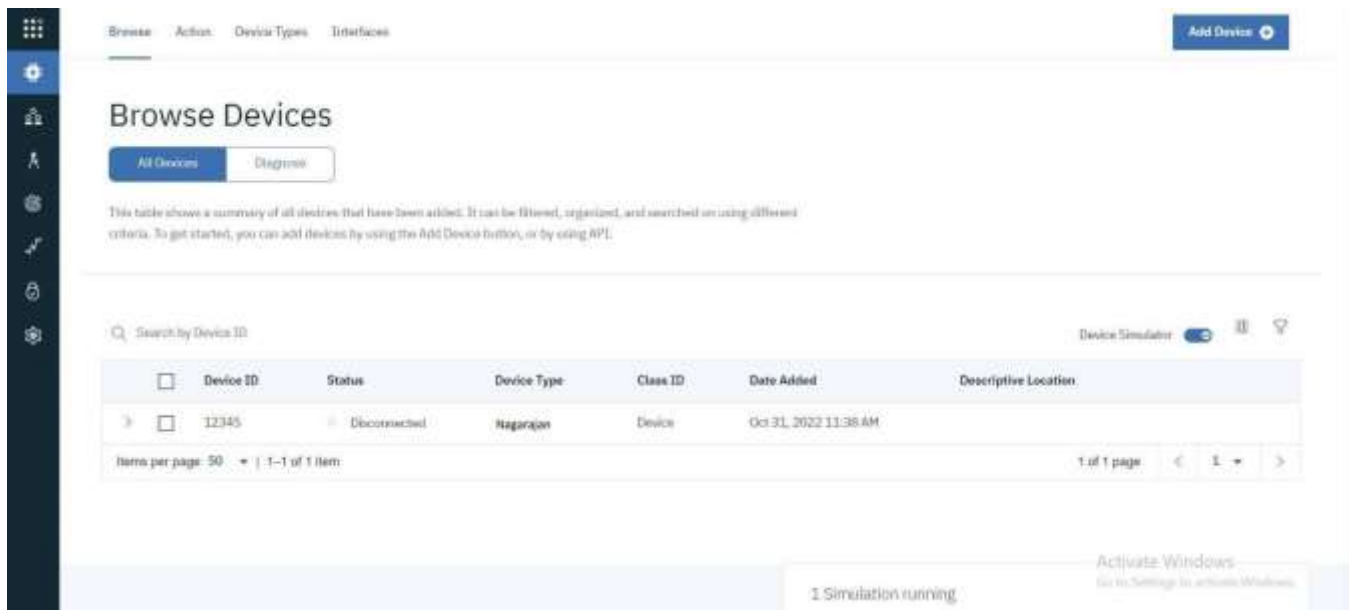 Browse Action Device Types Interfaces Add Device
Browse Devices
All Devices Diagnose
This table shows a summary of all devices that have been added. It can be filtered, organized, and searched on using different
criteria. To get started, you can add devices by using the Add Device button, or by using API.
Search by Device ID Device Simulator
Device ID Status Device Type Class ID Date Added Descriptive Location
12345 Disconnected Nagarajan Device Oct 31, 2022 11:38 AM
Items per page 50 | 1–1 of 1 item 1 of 1 page 1
Activate Windows
Go to Settings to activate Windows.
1 Simulation running